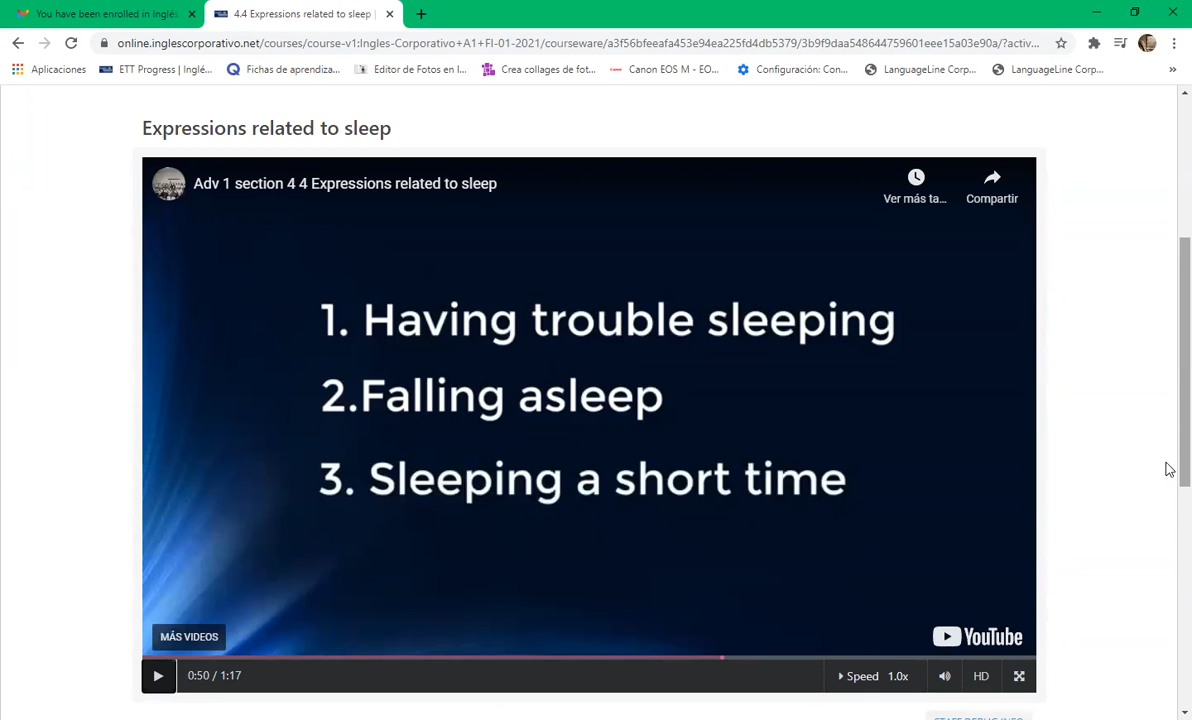 You have been enrolled in Inglés
4.4 Expressions related to sleep |
online.inglescorporativo.net/courses/course-v1:Ingles-Corporativo+A1+FI-01-2021/courseware/a3f56bfeeafa453e94ea225fd4db5379/3b9f9daa548644759601eee15a03e90a/?activ...
Aplicaciones
ETT Progress | Inglé...
Fichas de aprendiza...
Editor de Fotos en l...
Crea collages de fot...
Canon EOS M - EO...
Configuración: Con...
LanguageLine Corp...
LanguageLine Corp...
»
Expressions related to sleep
Adv 1 section 4 4 Expressions related to sleep
Ver más ta...
Compartir
1. Having trouble sleeping
2.Falling asleep
3. Sleeping a short time
MÁS VIDEOS
YouTube
0:50 / 1:17
Speed 1.0x
HD
STAFF DEBUG INFO